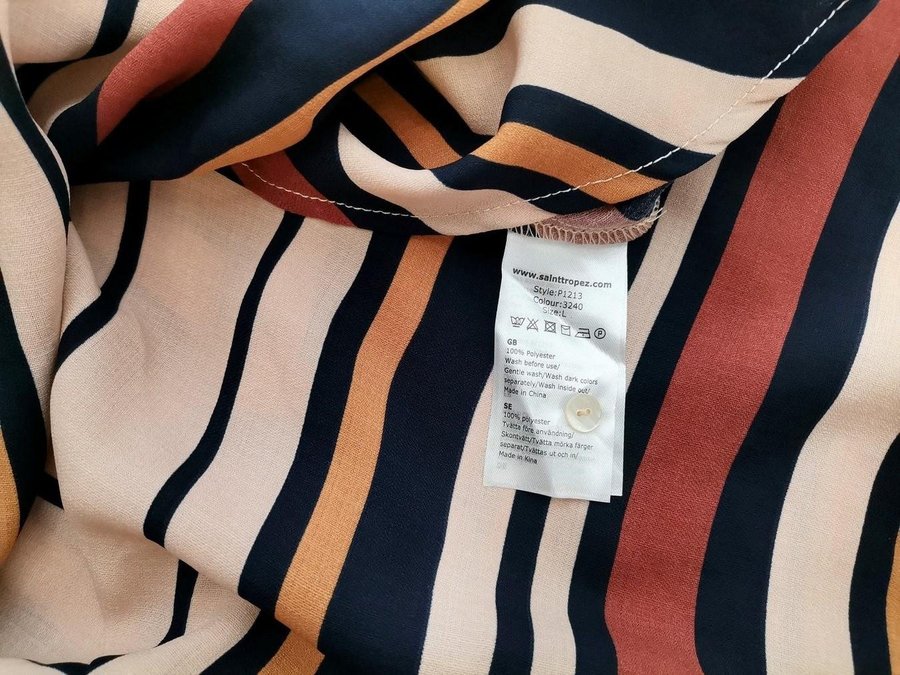 www.sainttropez.com
Style:P1213
Colour:3240
Size:L
GB
100% Polyester
Wash before use/
Gentle wash/Wash dark colors
separately/Wash inside out/
Made in China
SE
100% polyester
Tvätta före användning/
Skontvätt/Tvätta mörka färger
separat/Tvättas ut och in/
Made in Kina